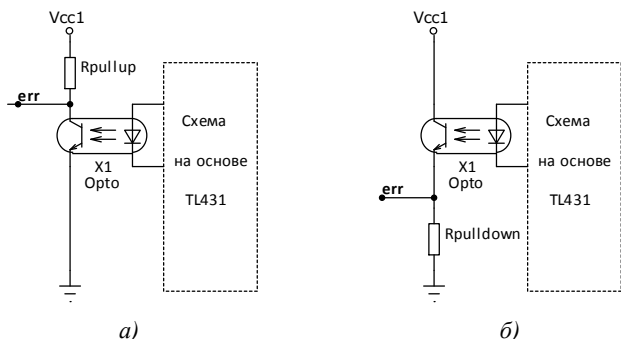 Vcc1
Rpullup
err
X1
Opto
Схема
на основе
TL431
а)
Vcc1
X1
Opto
err
Rpulldown
Схема
на основе
TL431
б)